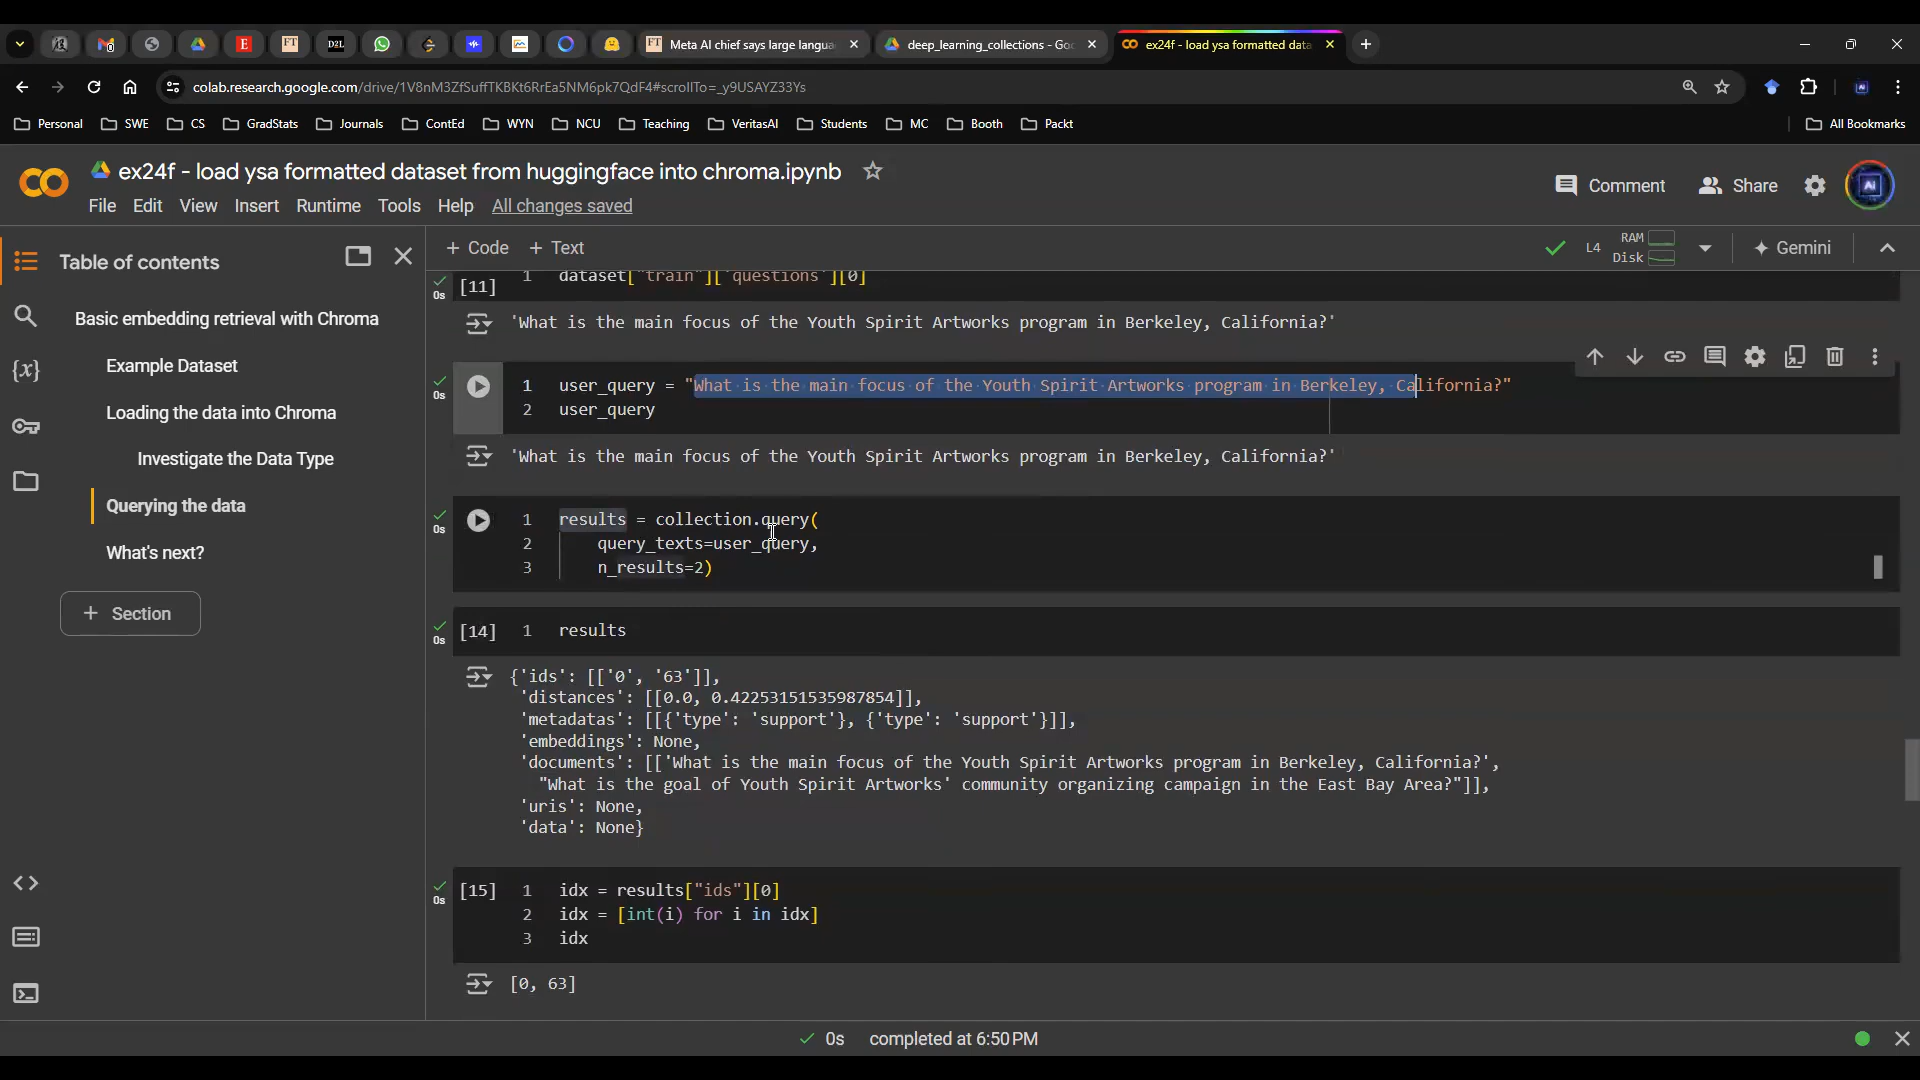 Meta AI chief says large langua
deep_learning_collections - Goo
ex24f - load ysa formatted data
colab.research.google.com/drive/1V8nM3ZfSuffTKBKt6RrEa5NM6pk7QdF4#scrollTo=_y9USAYZ33Ys
Personal SWE CS GradStats Journals ContEd WYN NCU Teaching VeritasAI Students MC Booth Packt All Bookmarks
ex24f - load ysa formatted dataset from huggingface into chroma.ipynb
Comment Share
File Edit View Insert Runtime Tools Help All changes saved
+ Code + Text
L4 RAM
Disk
Gemini
Table of contents
Basic embedding retrieval with Chroma
Example Dataset
Loading the data into Chroma
Investigate the Data Type
Querying the data
What's next?
+ Section
0s [11] 1 dataset["train"]['questions'][0]
'What is the main focus of the Youth Spirit Artworks program in Berkeley, California?'
0s 1 user_query = "What is the main focus of the Youth Spirit Artworks program in Berkeley, California?"
2 user_query
'What is the main focus of the Youth Spirit Artworks program in Berkeley, California?'
0s 1 results = collection.query(
2 query_texts=user_query,
3 n_results=2)
0s [14] 1 results
{'ids': [['0', '63']],
'distances': [[0.0, 0.42253151535987854]],
'metadatas': [[{'type': 'support'}, {'type': 'support'}]],
'embeddings': None,
'documents': [['What is the main focus of the Youth Spirit Artworks program in Berkeley, California?',
"What is the goal of Youth Spirit Artworks' community organizing campaign in the East Bay Area?"]],
'uris': None,
'data': None}
0s [15] 1 idx = results["ids"][0]
2 idx = [int(i) for i in idx]
3 idx
[0, 63]
0s completed at 6:50 PM